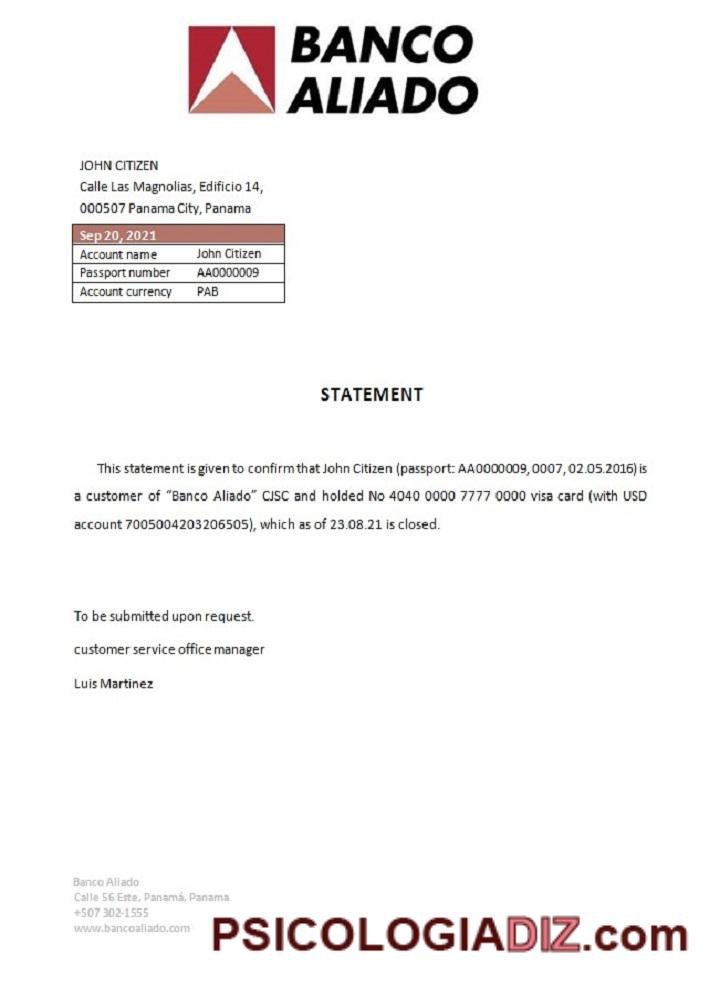 BANCO
ALIADO
JOHN CITIZEN
Calle Las Magnolias, Edificio 14,
000507 Panama City, Panama
Sep 20, 2021
Account name John Citizen
Passport number AA0000009
Account currency PAB
STATEMENT
This statement is given to confirm that John Citizen (passport: AA0000009, 0007, 02.05.2016) is
a customer of “Banco Aliado” CJSC and holded No 4040 0000 7777 0000 visa card (with USD
account 7005004203206505), which as of 23.08.21 is closed.
To be submitted upon request.
customer service office manager
Luis Martinez
Banco Aliado
Calle 56 Este, Panamá, Panama
+507 302-1555
www.bancoaliado.com
PSICOLOGIADIZ.com